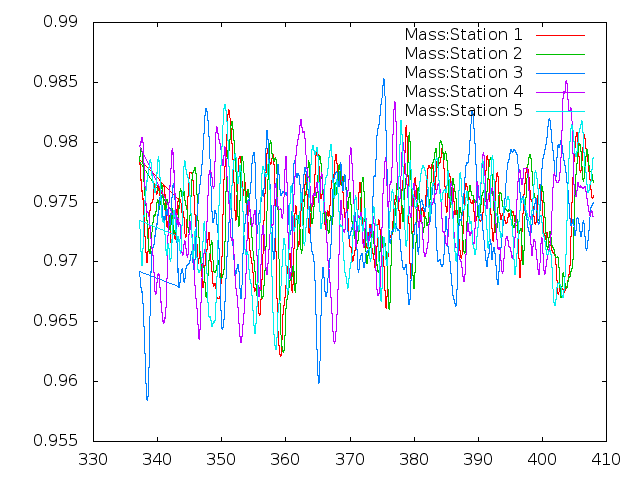 0.99
0.985
0.98
0.975
0.97
0.965
0.96
0.955
330 340 350 360 370 380 390 400 410
Mass:Station 1
Mass:Station 2
Mass:Station 3
Mass:Station 4
Mass:Station 5